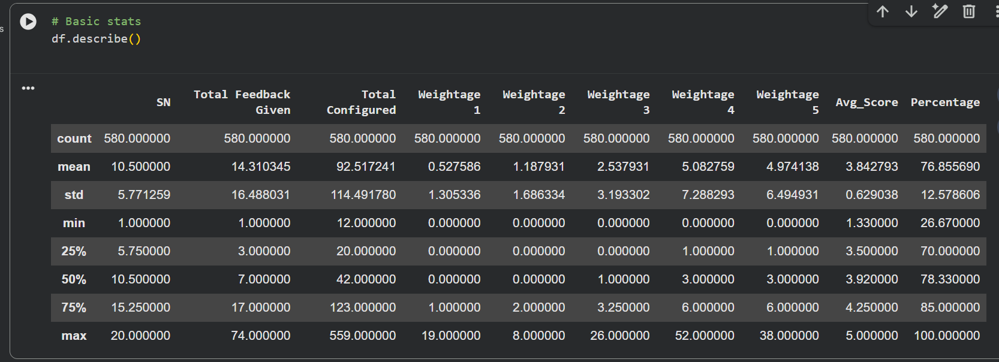 s
# Basic stats
df.describe()
SN Total Feedback Given Total Configured Weightage 1 Weightage 2 Weightage 3 Weightage 4 Weightage 5 Avg_Score Percentage
count 580.000000 580.000000 580.000000 580.000000 580.000000 580.000000 580.000000 580.000000 580.000000 580.000000
mean 10.500000 14.310345 92.517241 0.527586 1.187931 2.537931 5.082759 4.974138 3.842793 76.855690
std 5.771259 16.488031 114.491780 1.305336 1.686334 3.193302 7.288293 6.494931 0.629038 12.578606
min 1.000000 1.000000 12.000000 0.000000 0.000000 0.000000 0.000000 0.000000 1.330000 26.670000
25% 5.750000 3.000000 20.000000 0.000000 0.000000 0.000000 1.000000 1.000000 3.500000 70.000000
50% 10.500000 7.000000 42.000000 0.000000 0.000000 1.000000 3.000000 3.000000 3.920000 78.330000
75% 15.250000 17.000000 123.000000 1.000000 2.000000 3.250000 6.000000 6.000000 4.250000 85.000000
max 20.000000 74.000000 559.000000 19.000000 8.000000 26.000000 52.000000 38.000000 5.000000 100.000000